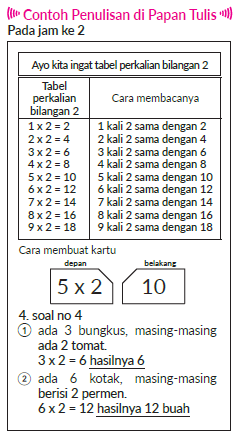 Contoh Penulisan di Papan Tulis
Pada jam ke 2
Ayo kita ingat tabel perkalian bilangan 2
Tabel perkalian bilangan 2
Cara membacanya
1 x 2 = 2 1 kali 2 sama dengan 2
2 x 2 = 4 2 kali 2 sama dengan 4
3 x 2 = 6 3 kali 2 sama dengan 6
4 x 2 = 8 4 kali 2 sama dengan 8
5 x 2 = 10 5 kali 2 sama dengan 10
6 x 2 = 12 6 kali 2 sama dengan 12
7 x 2 = 14 7 kali 2 sama dengan 14
8 x 2 = 16 8 kali 2 sama dengan 16
9 x 2 = 18 9 kali 2 sama dengan 18
Cara membuat kartu
depan belakang
5 x 2 10
4. soal no 4
1 ada 3 bungkus, masing-masing
ada 2 tomat.
3 x 2 = 6 hasilnya 6
2 ada 6 kotak, masing-masing
berisi 2 permen.
6 x 2 = 12 hasilnya 12 buah